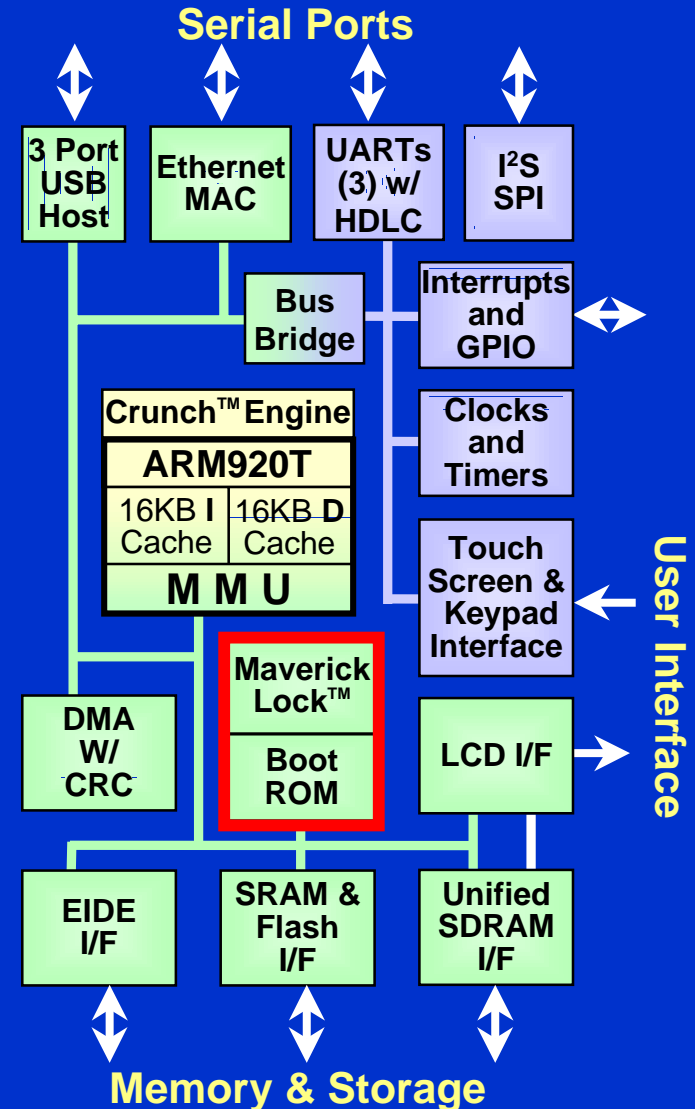 Serial Ports
3 Port
USB
Host
Ethernet
MAC
UARTs
(3) w/
HDLC
I²S
SPI
Bus
Bridge
Interrupts
and
GPIO
Crunch™ Engine
ARM920T
16KB I
Cache
16KB D
Cache
M M U
Clocks
and
Timers
Touch
Screen &
Keypad
Interface
User Interface
Maverick
Lock™
Boot
ROM
DMA
W/
CRC
LCD I/F
EIDE
I/F
SRAM &
Flash
I/F
Unified
SDRAM
I/F
Memory & Storage